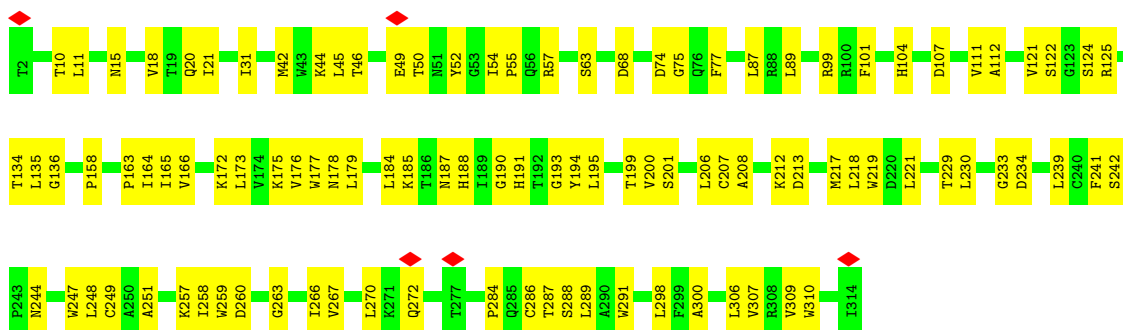 T2 T10 L11 N15 V18 T19 Q20 I21 I31 M42 W43 K44 L45 T46 E49 T50 N51 Y52 G53 I54 P55 Q56 R57 S63 D68 D74 G75 Q76 F77 L87 R88 L89 R99 R100 F101 H104 D107 V111 A112 V121 S122 G123 S124 R125
T134 L135 G136 P158 P163 I164 I165 V166 K172 L173 V174 K175 V176 W177 N178 L179 L184 K185 T186 N187 H188 I189 G190 H191 T192 G193 Y194 L195 T199 V200 S201 L206 C207 A208 K212 D213 M217 L218 W219 D220 L221 T229 L230 G233 D234 L239 C240 F241 S242
P243 N244 W247 L248 C249 A250 A251 K257 I258 W259 D260 G263 I266 V267 L270 K271 Q272 T277 P284 Q285 C286 T287 S288 L289 A290 W291 L298 F299 A300 L306 V307 R308 V309 W310 I314